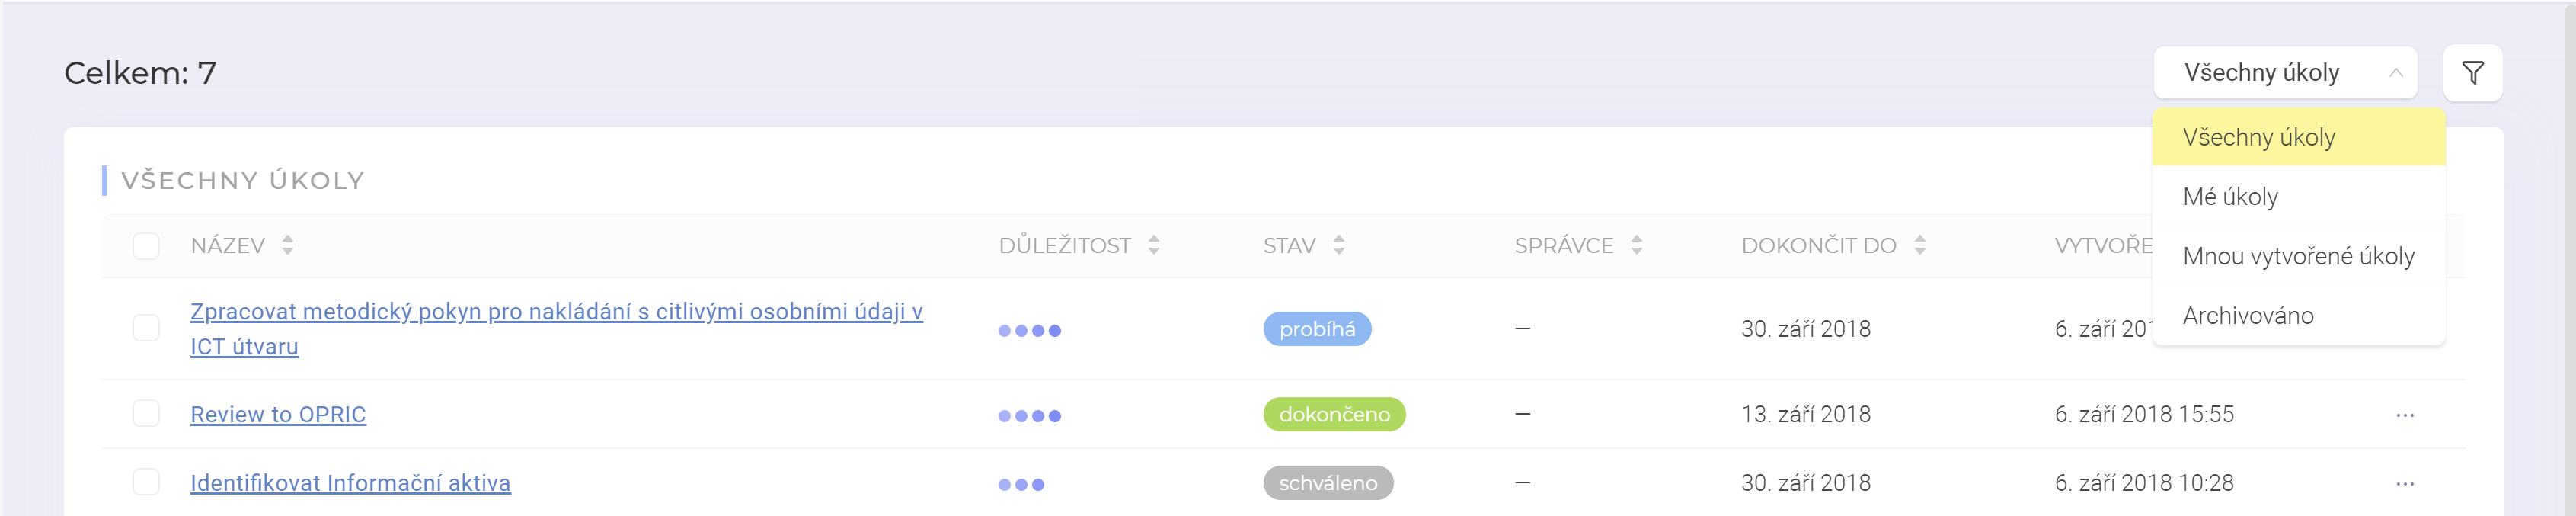 Celkem: 7
Všechny úkoly
Všechny úkoly
Mé úkoly
Mnou vytvořené úkoly
Archivováno
VŠECHNY ÚKOLY
NÁZEV DŮLEŽITOST STAV SPRÁVCE DOKONČIT DO
Zpracovat metodický pokyn pro nakládání s citlivými osobními údaji v
ICT útvaru
probíhá — 30. září 2018 6. září
Review to OPRIC dokončeno — 13. září 2018 6. září 2018 15:55 ...
Identifikovat Informační aktiva schváleno — 30. září 2018 6. září 2018 10:28 ...